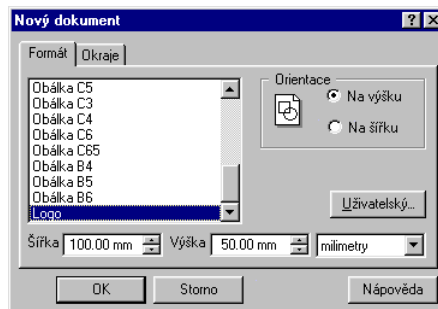 Nový dokument
Formát Okraje
Obálka C5
Obálka C3
Obálka C4
Obálka C6
Obálka C65
Obálka B4
Obálka B5
Obálka B6
Logo
Orientace
Na výšku
Na šířku
Uživatelský...
Šířka 100.00 mm Výška 50.00 mm milimetry
OK Storno Nápověda